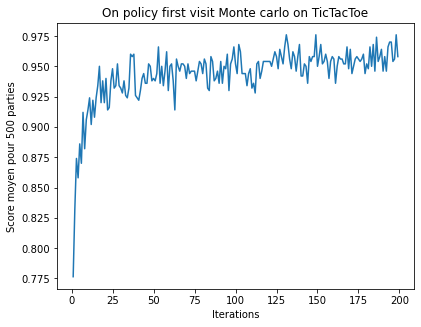 On policy first visit Monte carlo on TicTacToe
0.975
0.950
0.925
0.900
0.875
0.850
0.825
0.800
0.775
Score moyen pour 500 parties
0 25 50 75 100 125 150 175 200
Iterations